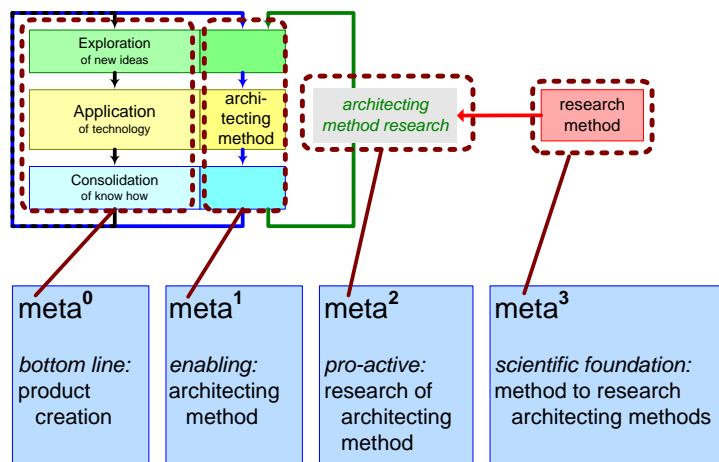 Exploration
of new ideas
Application
of technology
Consolidation
of know how
archi-
tecting
method
architecting
method research
research
method
meta0
bottom line:
product
creation
meta1
enabling:
architecting
method
meta2
pro-active:
research of
architecting
method
meta3
scientific foundation:
method to research
architecting methods